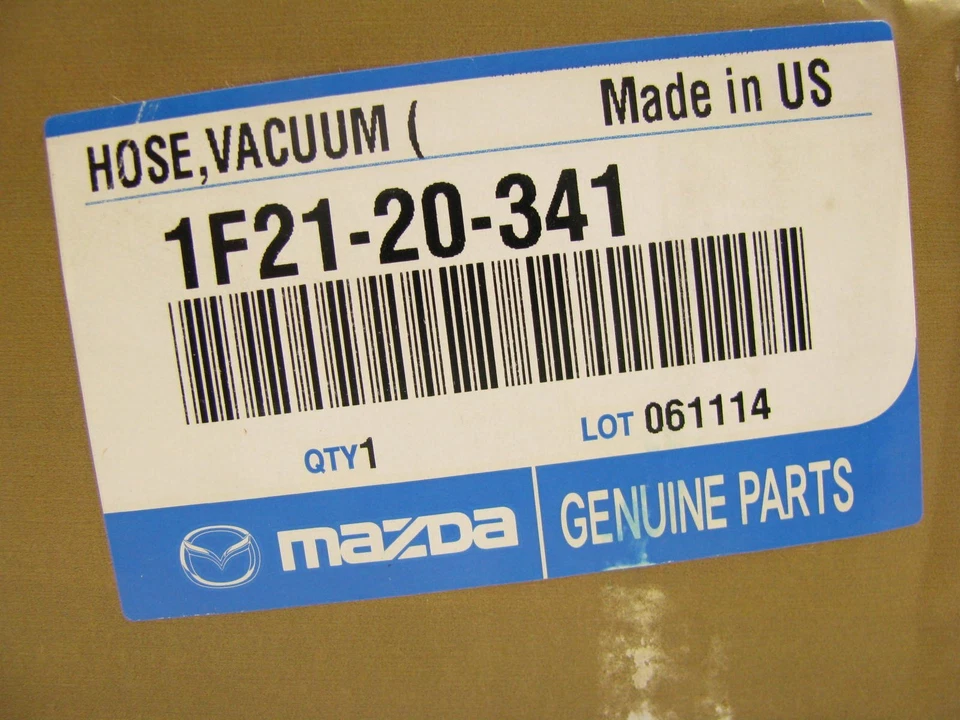 HOSE,VACUUM ( Made in US
1F21-20-341
QTY1 LOT 061114
mazda GENUINE PARTS